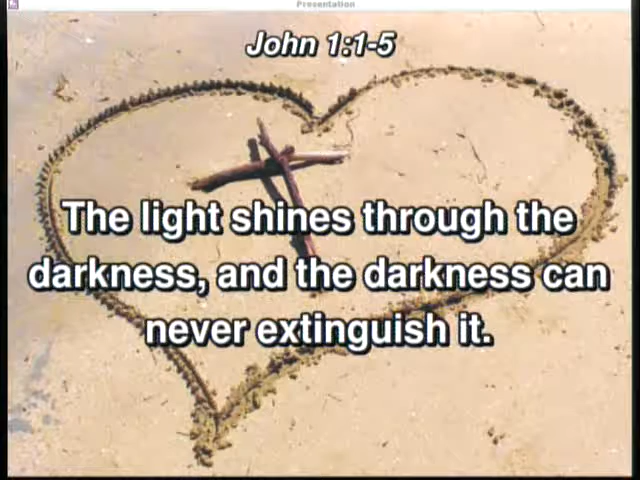 Presentation
John 1:1-5
The light shines through the
darkness, and the darkness can
never extinguish it.